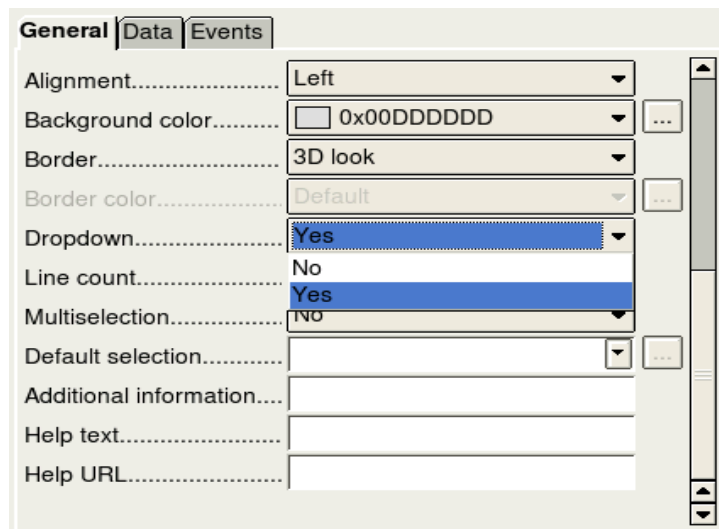 General Data Events
Alignment...................... Left
Background color.......... 0x00DDDDDD ...
Border........................... 3D look
Border color................... Default ...
Dropdown...................... Yes
No
Line count
Yes
Multiselection................. No
Default selection............ ...
Additional information....
Help text........................
Help URL.......................